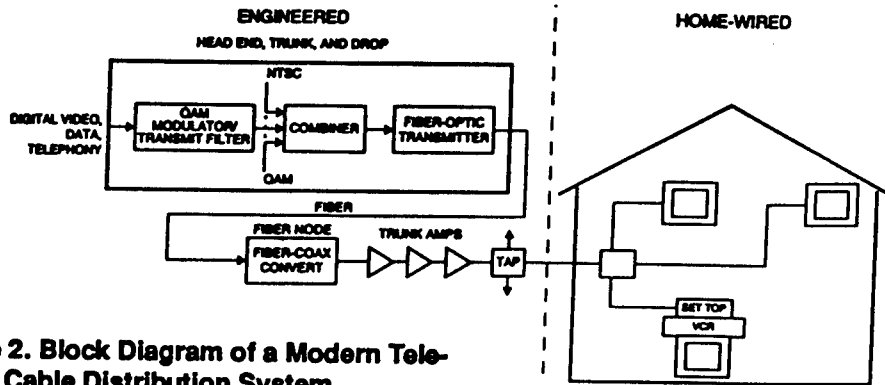 ENGINEERED
HOME-WIRED
HEAD END, TRUNK, AND DROP
NTSC
DIGITAL VIDEO,
DATA,
TELEPHONY
QAM
MODULATOR/
TRANSMIT FILTER
COMBINER
FIBER-OPTIC
TRANSMITTER
QAM
FIBER
FIBER NODE
FIBER-COAX
CONVERT
TRUNK AMPS
TAP
SET TOP
VCR
2. Block Diagram of a Modern Tele-
Cable Distribution System